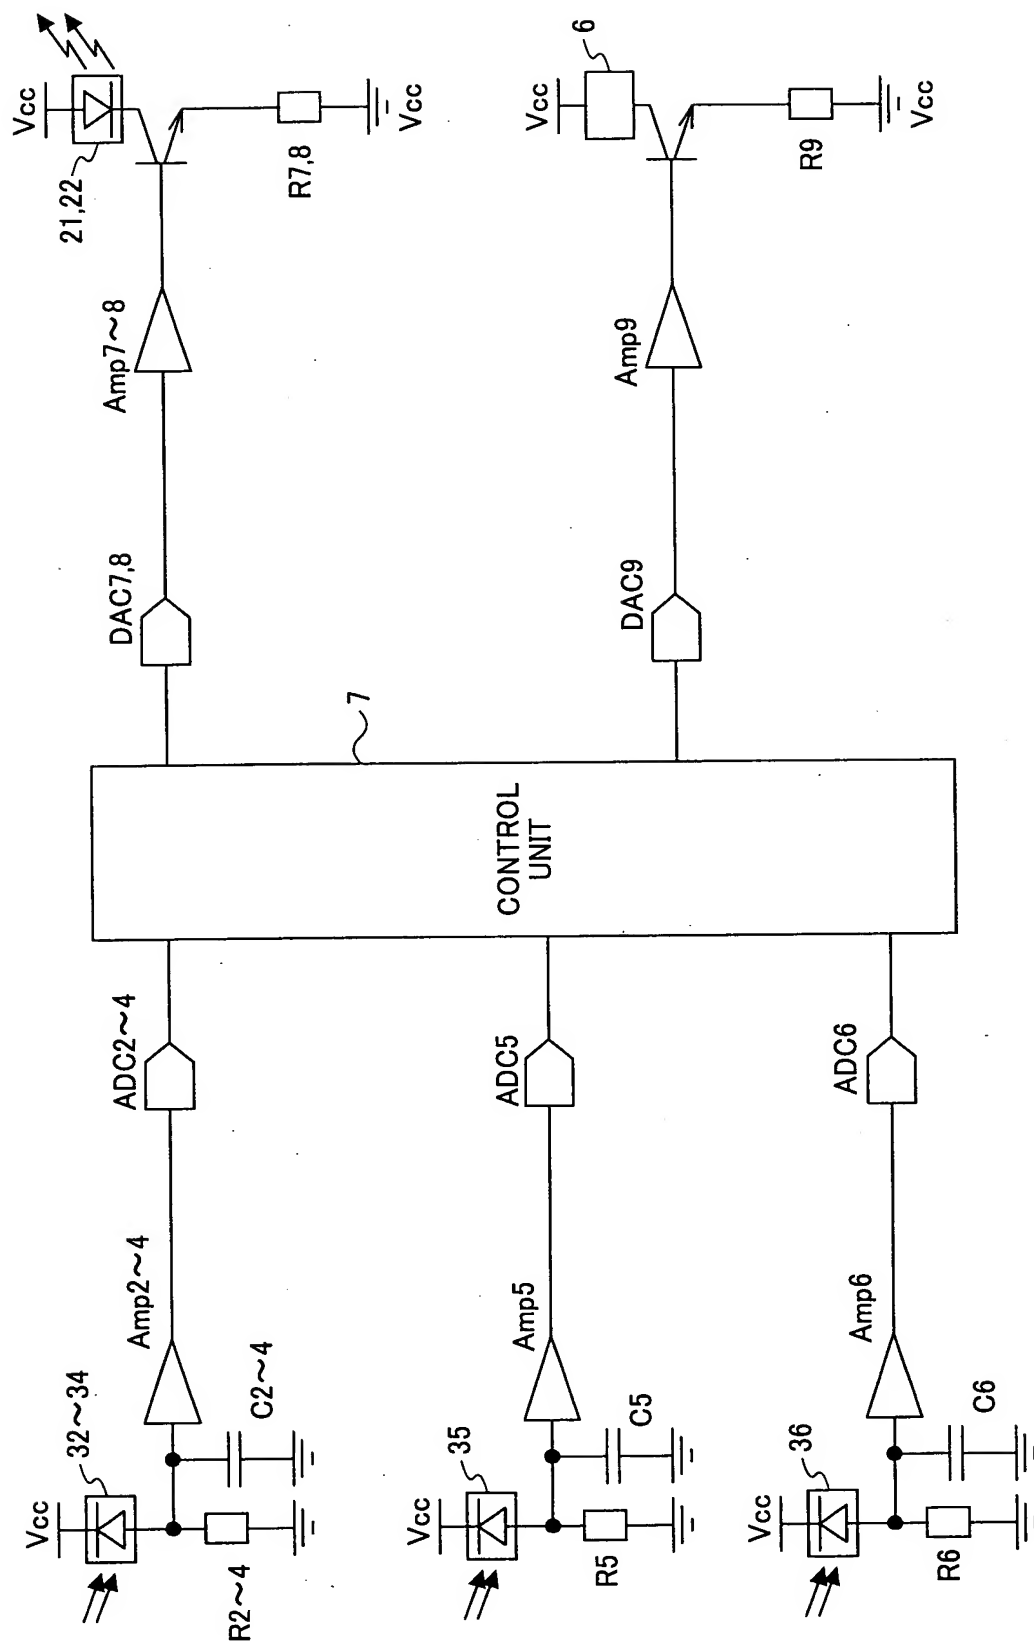 Vcc
32~34
R2~4
C2~4
Amp2~4
ADC2~4
Vcc
35
R5
C5
Amp5
ADC5
Vcc
36
R6
C6
Amp6
ADC6
CONTROL
UNIT
7
DAC7,8
Amp7~8
21,22
Vcc
R7,8
Vcc
DAC9
Amp9
Vcc
6
R9
Vcc